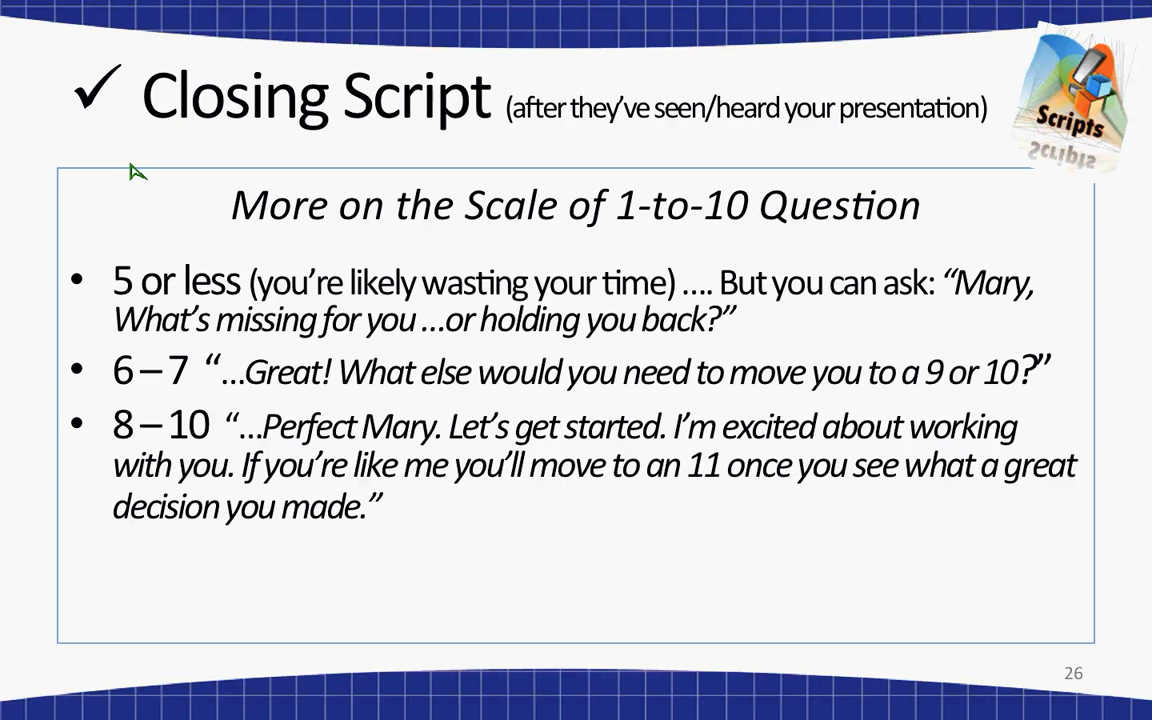 ✓ Closing Script (after they’ve seen/heard your presentation)
Scripts
More on the Scale of 1-to-10 Question
• 5 or less (you’re likely wasting your time) .... But you can ask: “Mary,
What’s missing for you ...or holding you back?”
• 6 – 7 “...Great! What else would you need to move you to a 9 or 10?”
• 8 – 10 “...Perfect Mary. Let’s get started. I’m excited about working
with you. If you’re like me you’ll move to an 11 once you see what a great
decision you made.”
26